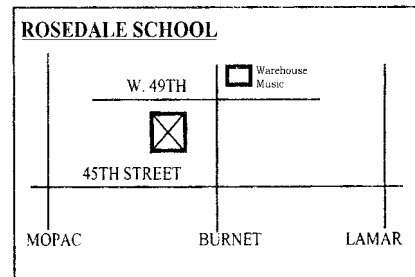 ROSEDALE SCHOOL
Warehouse
Music
W. 49TH
45TH STREET
MOPAC BURNET LAMAR